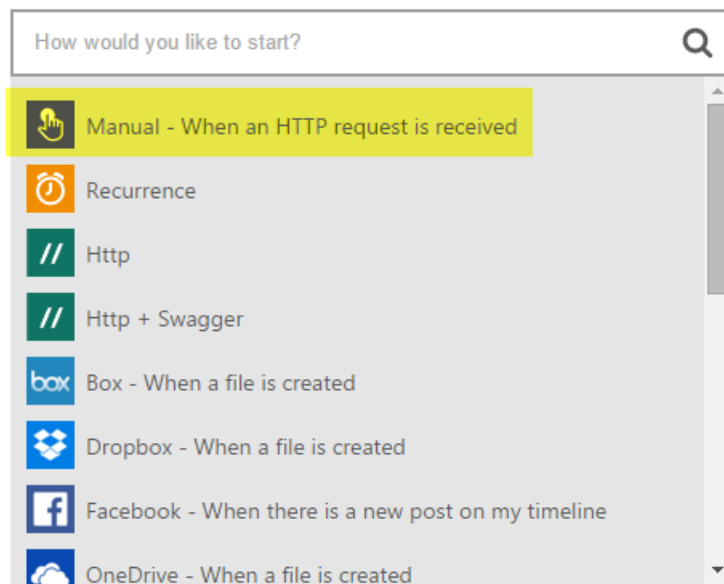 How would you like to start?
Manual - When an HTTP request is received
Recurrence
// Http
// Http + Swagger
box Box - When a file is created
Dropbox - When a file is created
f Facebook - When there is a new post on my timeline
OneDrive - When a file is created